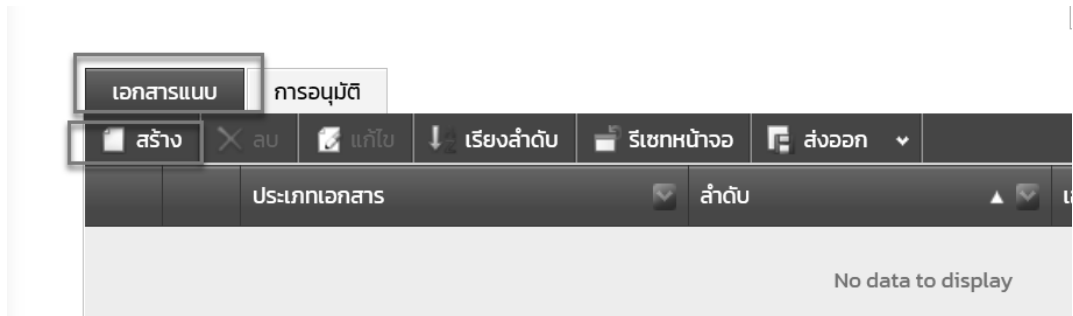 เอกสารแนบ การอนุมัติ
สร้าง ลบ แก้ไข เรียงลำดับ รีเซทหน้าจอ ส่งออก
ประเภทเอกสาร ลำดับ
No data to display